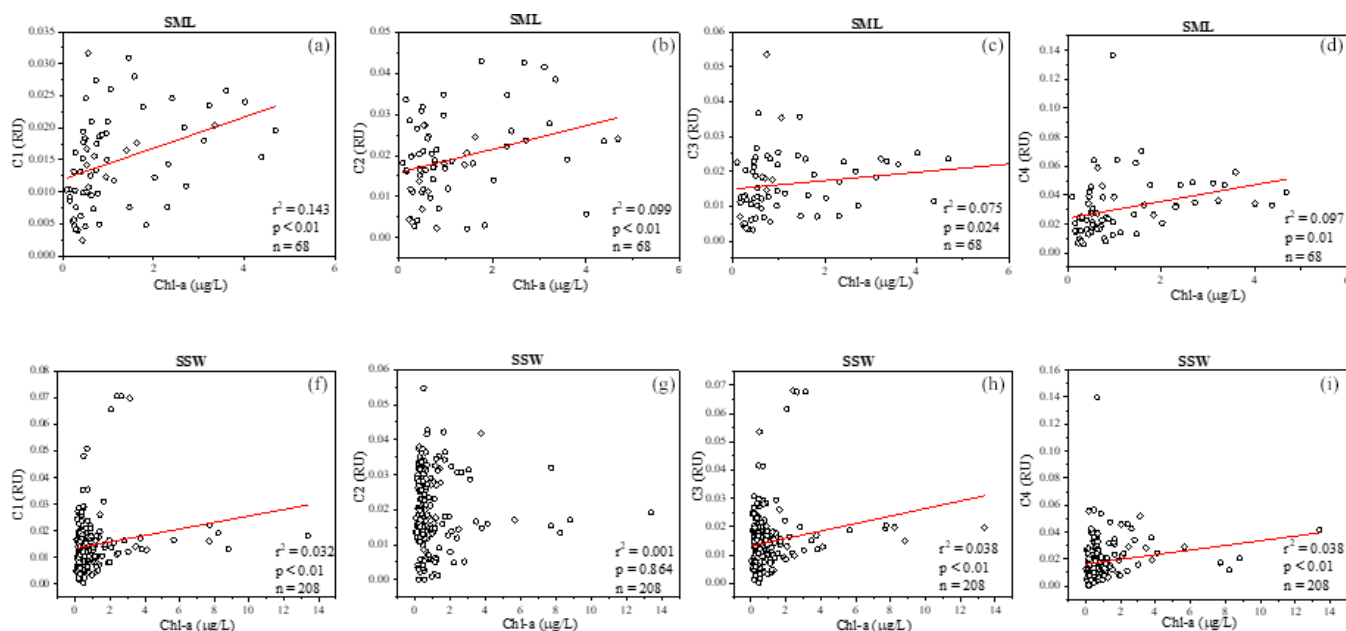 SML
(a)
0.035
0.030
0.025
0.020
0.015
0.010
0.005
0.000
C1 (RU)
r² = 0.143
p < 0.01
n = 68
0 2 4 6
Chl-a (µg/L)
SML
(b)
0.05
0.04
0.03
0.02
0.01
0.00
C2 (RU)
r² = 0.099
p < 0.01
n = 68
0 2 4 6
Chl-a (µg/L)
SML
(c)
0.06
0.05
0.04
0.03
0.02
0.01
0.00
C3 (RU)
r² = 0.075
p = 0.024
n = 68
0 2 4 6
Chl-a (µg/L)
SML
(d)
0.14
0.12
0.10
0.08
0.06
0.04
0.02
0.00
C4 (RU)
r² = 0.097
p = 0.01
n = 68
0 2 4 6
Chl-a (µg/L)
SSW
(f)
0.08
0.07
0.06
0.05
0.04
0.03
0.02
0.01
0.00
C1 (RU)
r² = 0.032
p < 0.01
n = 208
0 2 4 6 8 10 12 14
Chl-a (µg/L)
SSW
(g)
0.06
0.05
0.04
0.03
0.02
0.01
0.00
C2 (RU)
r² = 0.001
p = 0.864
n = 208
0 2 4 6 8 10 12 14
Chl-a (µg/L)
SSW
(h)
0.07
0.06
0.05
0.04
0.03
0.02
0.01
0.00
C3 (RU)
r² = 0.038
p < 0.01
n = 208
0 2 4 6 8 10 12 14
Chl-a (µg/L)
SSW
(i)
0.16
0.14
0.12
0.10
0.08
0.06
0.04
0.02
0.00
C4 (RU)
r² = 0.038
p < 0.01
n = 208
0 2 4 6 8 10 12 14
Chl-a (µg/L)